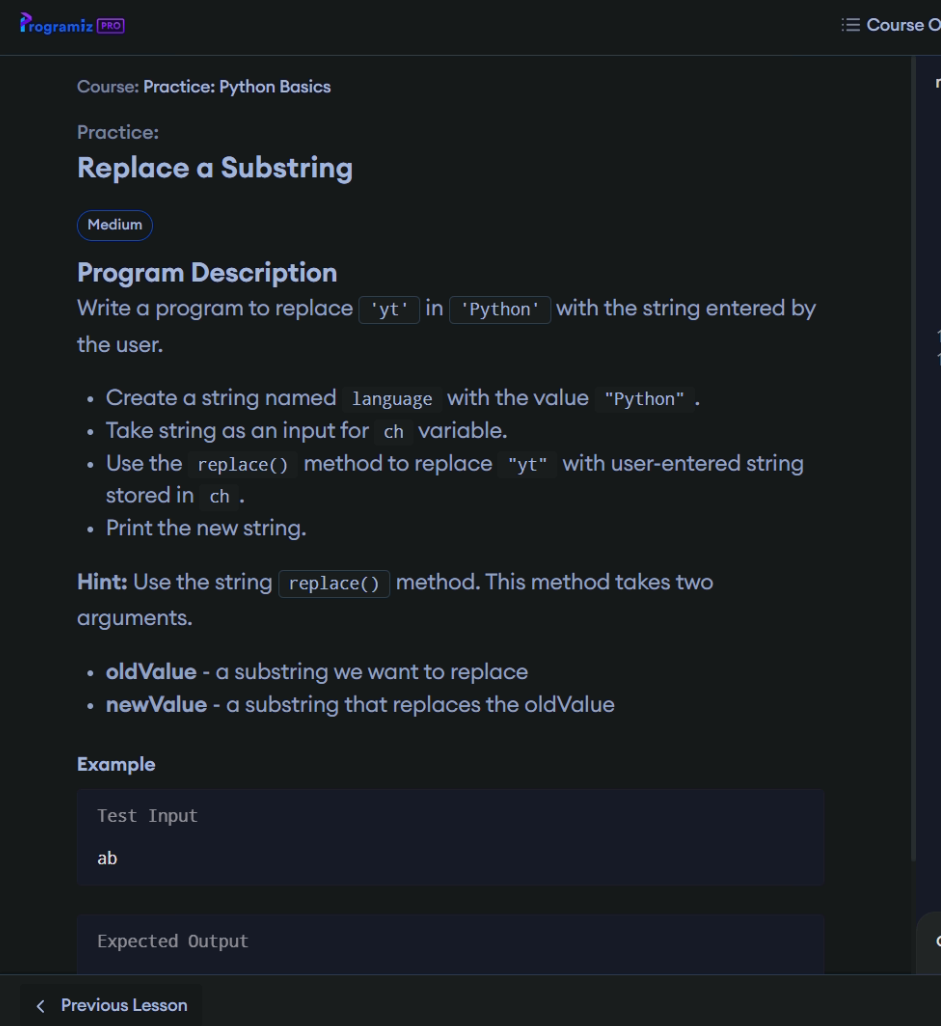 Programiz PRO
Course O
Course: Practice: Python Basics
Practice:
Replace a Substring
Medium
Program Description
Write a program to replace 'yt' in 'Python' with the string entered by
the user.
• Create a string named language with the value "Python" .
• Take string as an input for ch variable.
• Use the replace() method to replace "yt" with user-entered string
stored in ch .
• Print the new string.
Hint: Use the string replace() method. This method takes two
arguments.
• oldValue - a substring we want to replace
• newValue - a substring that replaces the oldValue
Example
Test Input
ab
Expected Output
Previous Lesson